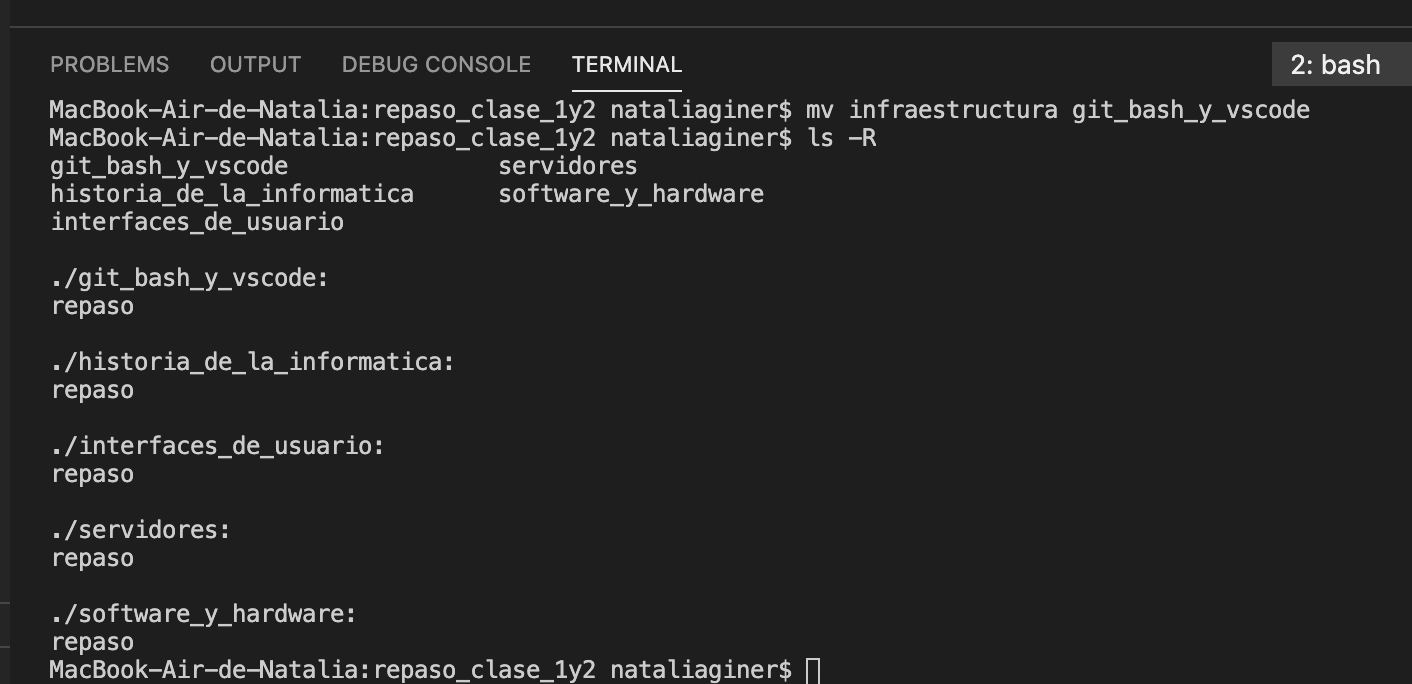 PROBLEMS OUTPUT DEBUG CONSOLE TERMINAL 2: bash
MacBook-Air-de-Natalia:repaso_clase_1y2 nataliaginer$ mv infraestructura git_bash_y_vscode
MacBook-Air-de-Natalia:repaso_clase_1y2 nataliaginer$ ls -R
git_bash_y_vscode servidores
historia_de_la_informatica software_y_hardware
interfaces_de_usuario
./git_bash_y_vscode:
repaso
./historia_de_la_informatica:
repaso
./interfaces_de_usuario:
repaso
./servidores:
repaso
./software_y_hardware:
repaso
MacBook-Air-de-Natalia:repaso_clase_1y2 nataliaginer$